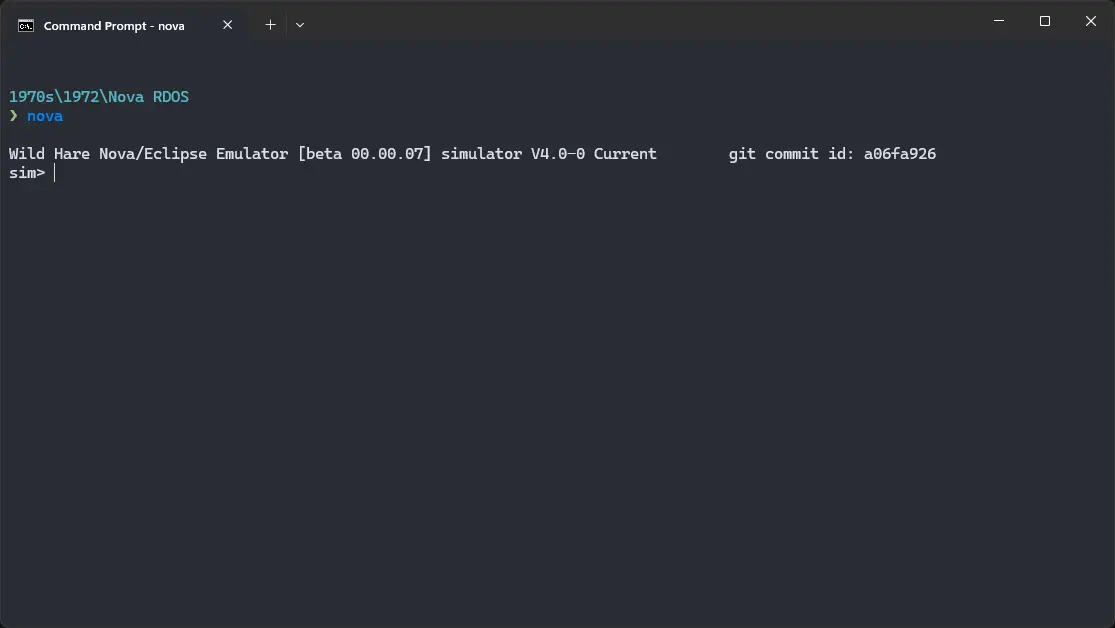 Command Prompt - nova
1970s\1972\Nova RDOS
❯ nova
Wild Hare Nova/Eclipse Emulator [beta 00.00.07] simulator V4.0-0 Current        git commit id: a06fa926
sim>